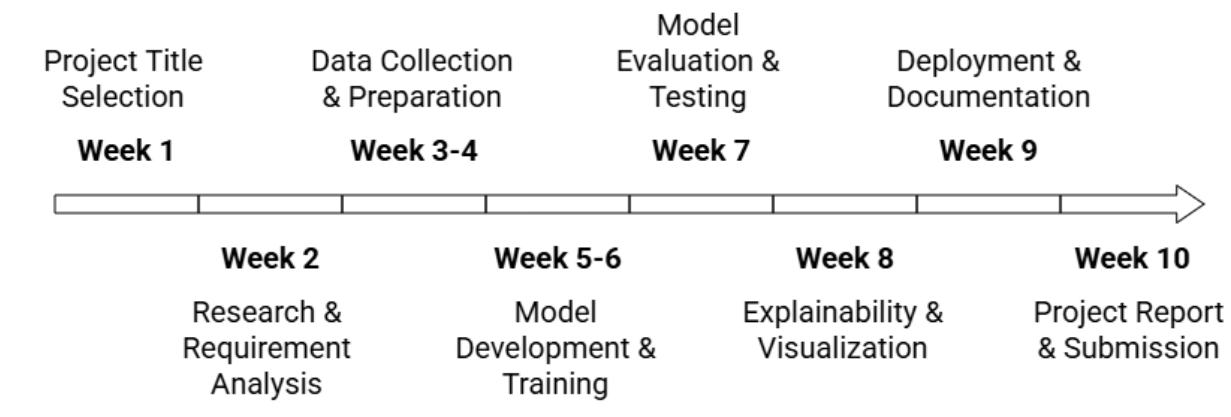 Project Title
Selection
Week 1
Week 2
Research &
Requirement
Analysis
Data Collection
& Preparation
Week 3-4
Week 5-6
Model
Development &
Training
Model
Evaluation &
Testing
Week 7
Week 8
Explainability &
Visualization
Deployment &
Documentation
Week 9
Week 10
Project Report
& Submission